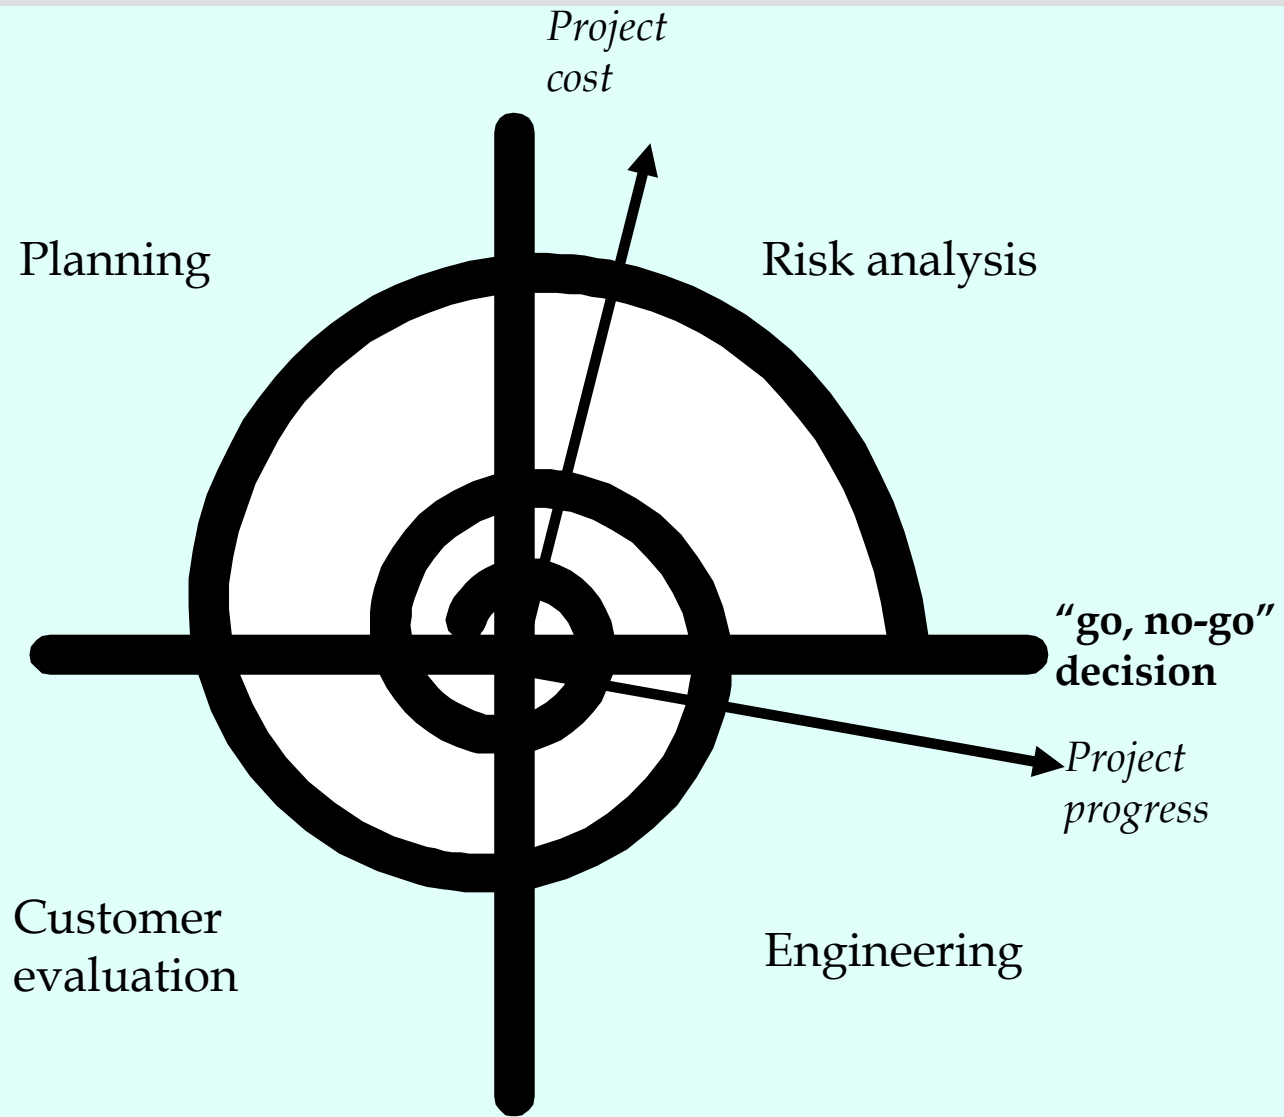 Project
cost
Planning
Risk analysis
“go, no-go”
decision
Project
progress
Customer
evaluation
Engineering